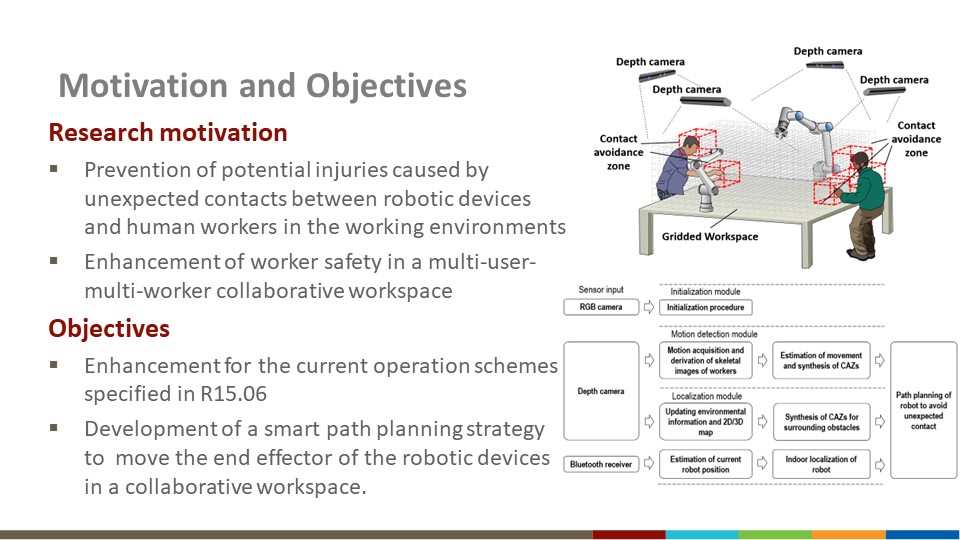 Motivation and Objectives
Research motivation
▪ Prevention of potential injuries caused by
unexpected contacts between robotic devices
and human workers in the working environments
▪ Enhancement of worker safety in a multi-user-
multi-worker collaborative workspace
Objectives
▪ Enhancement for the current operation schemes
specified in R15.06
▪ Development of a smart path planning strategy
to move the end effector of the robotic devices
in a collaborative workspace.
Depth camera
Depth camera
Depth camera
Depth camera
Contact
avoidance
zone
Contact
avoidance
zone
Gridded Workspace
Sensor input
Initialization module
RGB camera
Initialization procedure
Motion detection module
Depth camera
Motion acquisition and
derivation of skeletal
images of workers
Estimation of movement
and synthesis of CAZs
Localization module
Updating environmental
information and 2D/3D
map
Synthesis of CAZs for
surrounding obstacles
Path planning of
robot to avoid
unexpected
contact
Bluetooth receiver
Estimation of current
robot position
Indoor localization of
robot